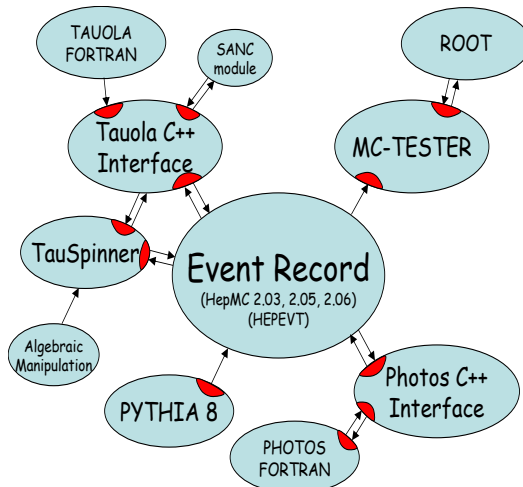 TAUOLA
FORTRAN
SANC
module
ROOT
Tauola C++
Interface
MC-TESTER
TauSpinner
Event Record
(HepMC 2.03, 2.05, 2.06)
(HEPEVT)
Algebraic
Manipulation
PYTHIA 8
Photos C++
Interface
PHOTOS
FORTRAN